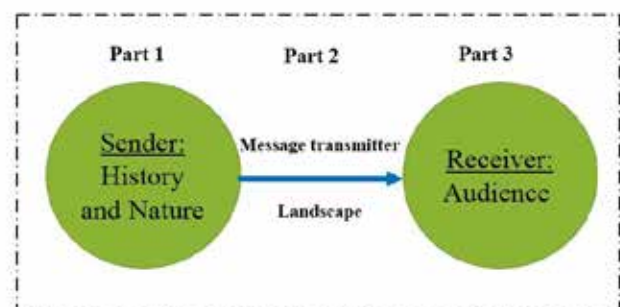 Part 1 Part 2 Part 3
Sender:
History
and Nature
Message transmitter
Landscape
Receiver:
Audience